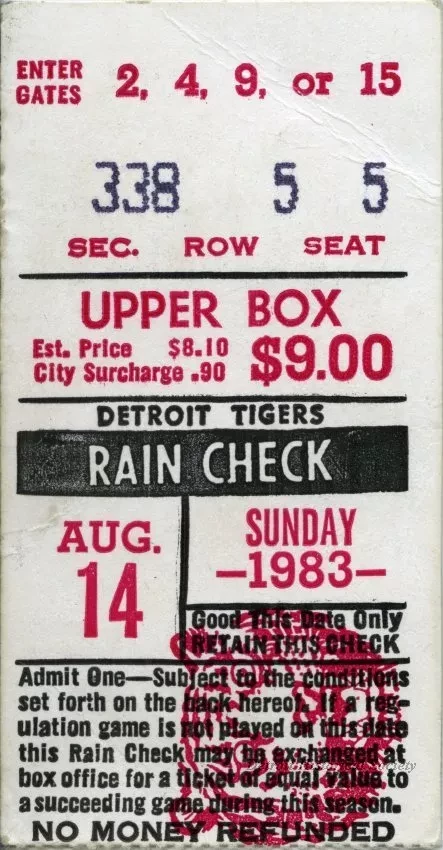 ENTER GATES 2, 4, 9, or 15
338 5 5
SEC. ROW SEAT
UPPER BOX
Est. Price $8.10
City Surcharge .90
$9.00
DETROIT TIGERS
RAIN CHECK
AUG.
14
SUNDAY
—1983—
Good This Date Only
RETAIN THIS CHECK
Admit One—Subject to the conditions
set forth on the back hereof. If a reg-
ulation game is not played on this date
this Rain Check may be exchanged at
box office for a ticket of equal value to
a succeeding game during this season.
NO MONEY REFUNDED